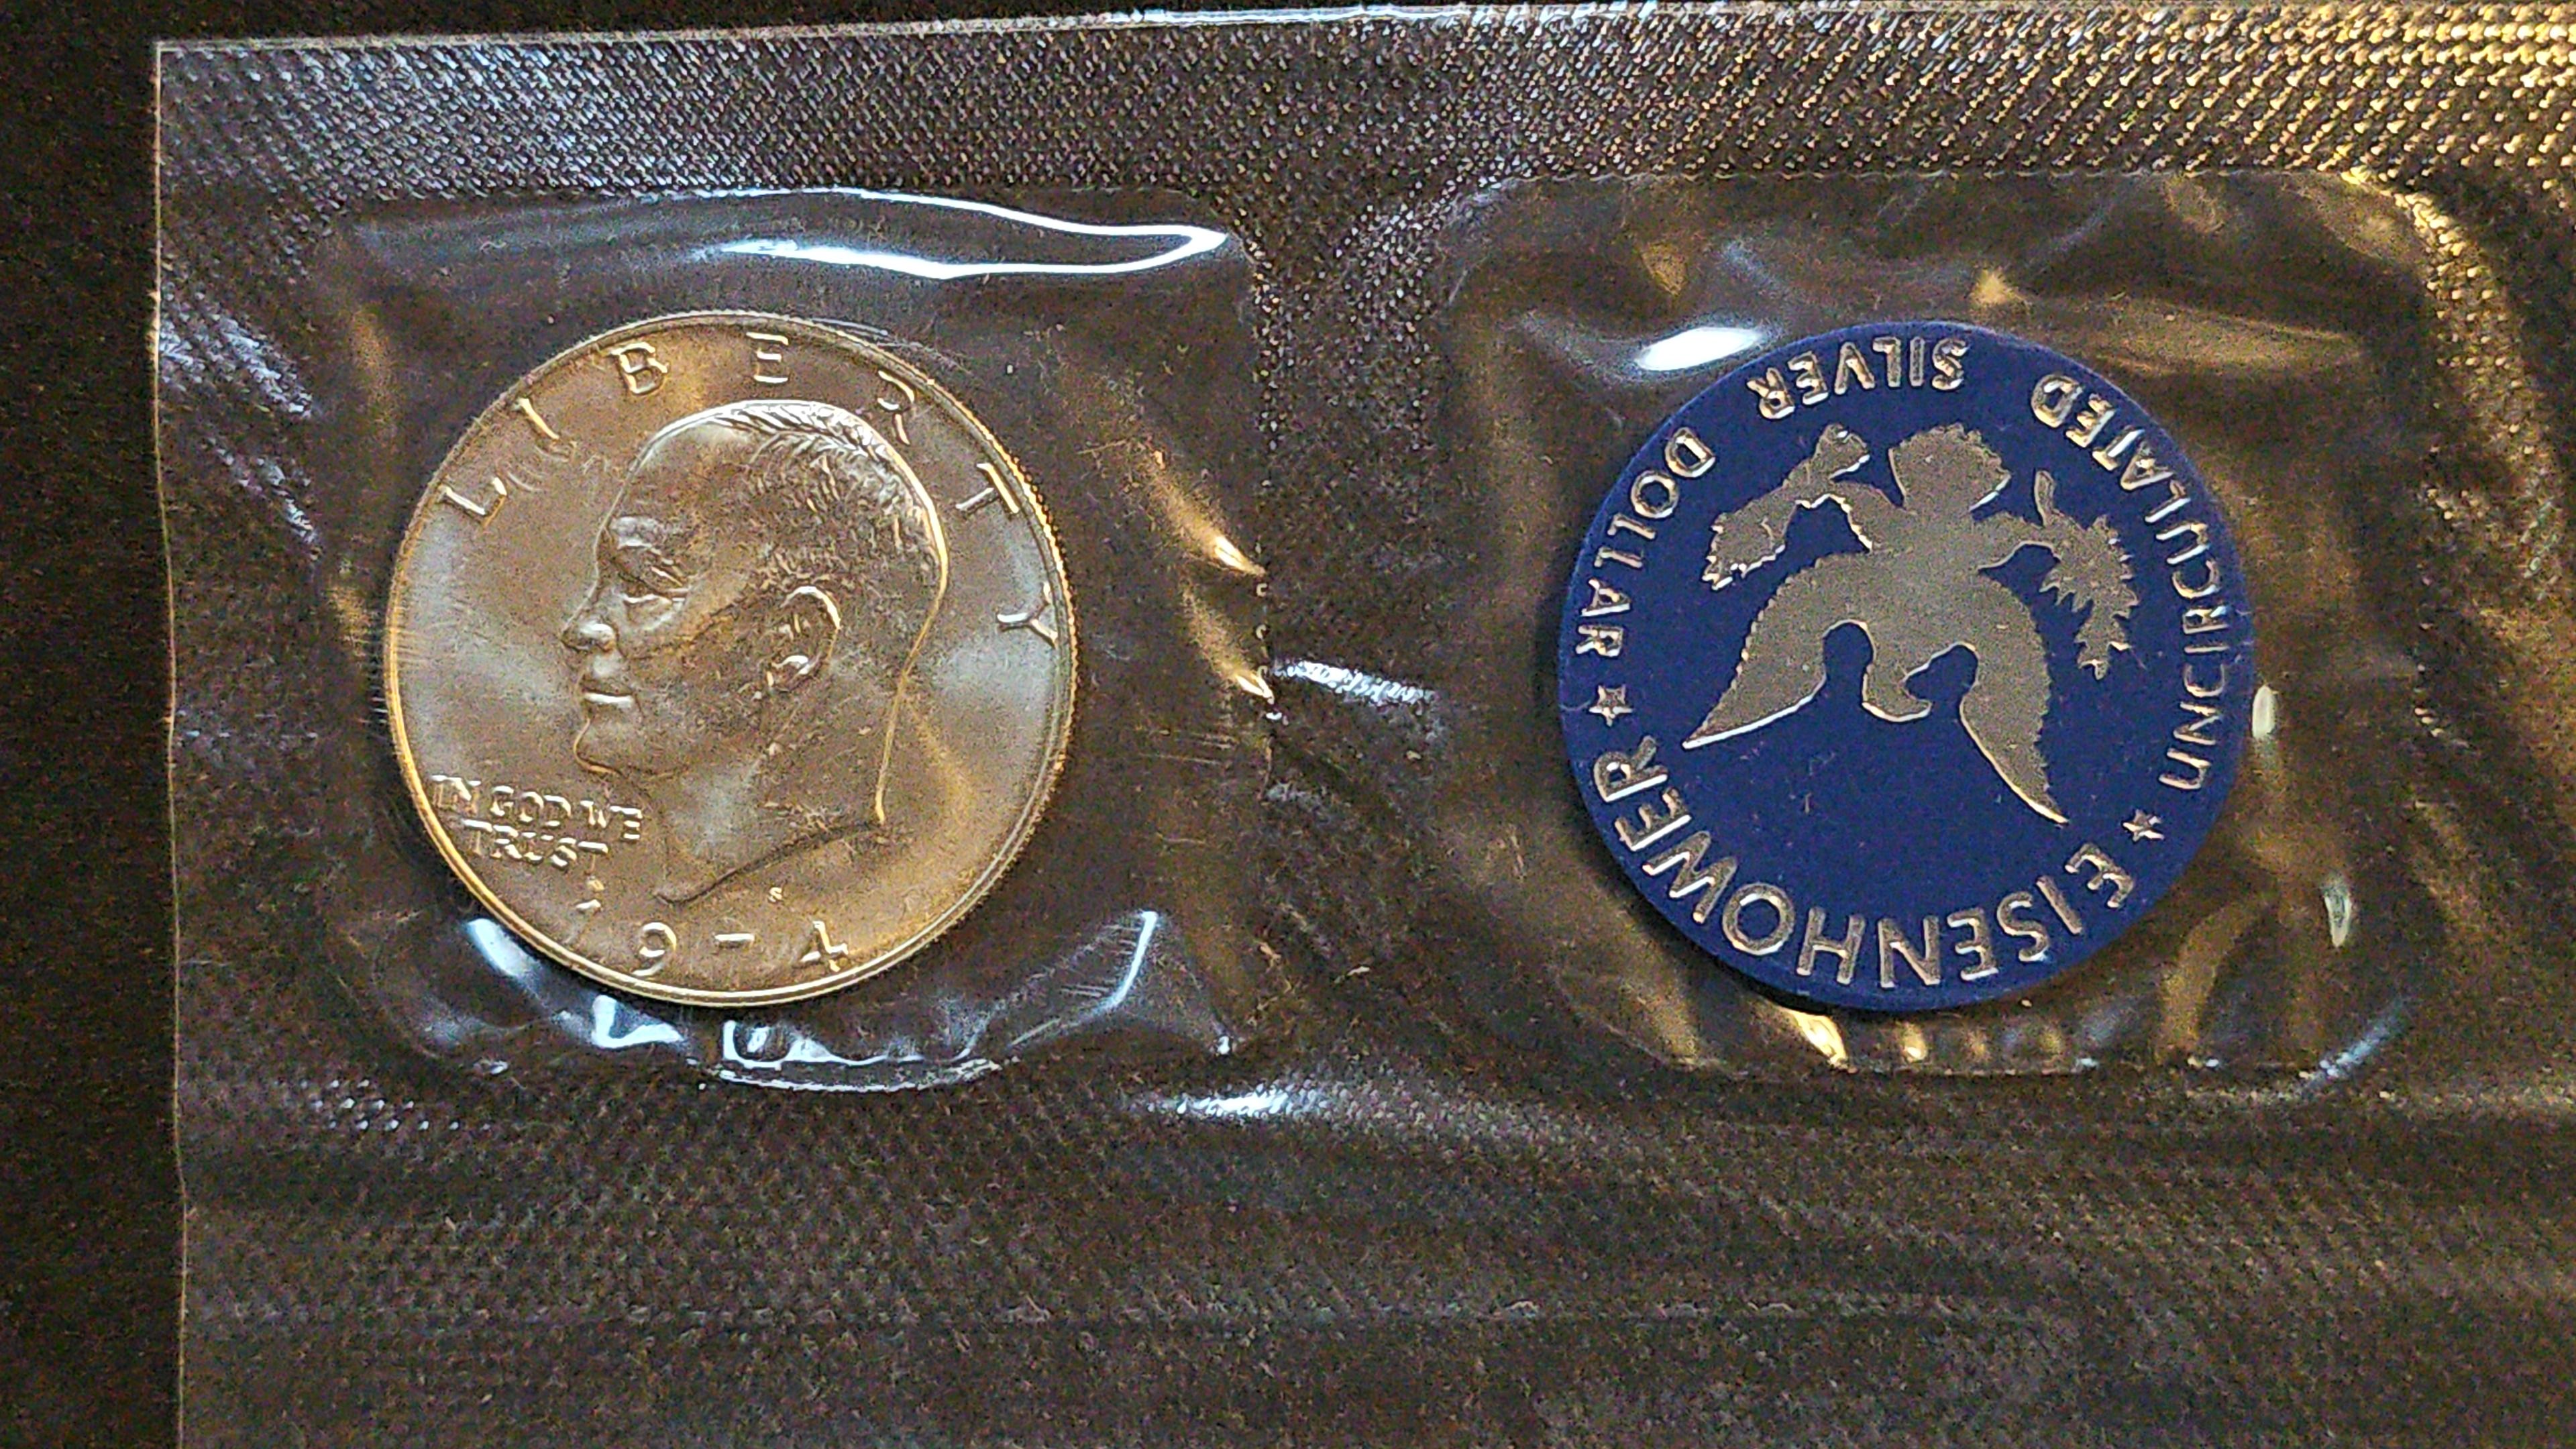 LIBERTY
IN GOD WE
TRUST
S
1974
UNCIRCULATED SILVER DOLLAR
★ EISENHOWER ★